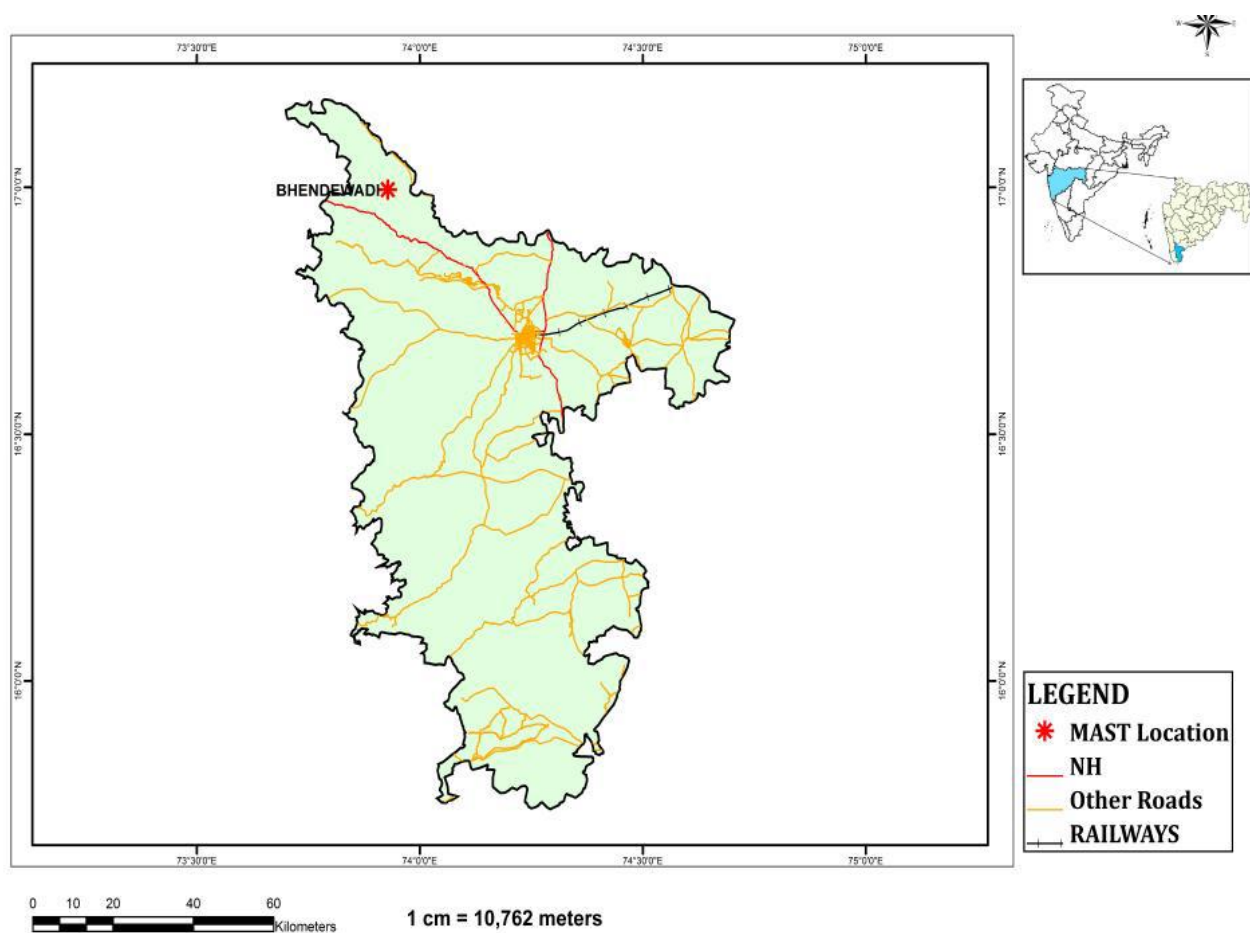 N
W E
S
73°30'0"E 74°0'0"E 74°30'0"E 75°0'0"E
17°0'0"N 17°0'0"N
BHENDEWADI
16°30'0"N 16°30'0"N
16°0'0"N 16°0'0"N
LEGEND
MAST Location
NH
Other Roads
RAILWAYS
73°30'0"E 74°0'0"E 74°30'0"E 75°0'0"E
0 10 20 40 60
Kilometers
1 cm = 10,762 meters